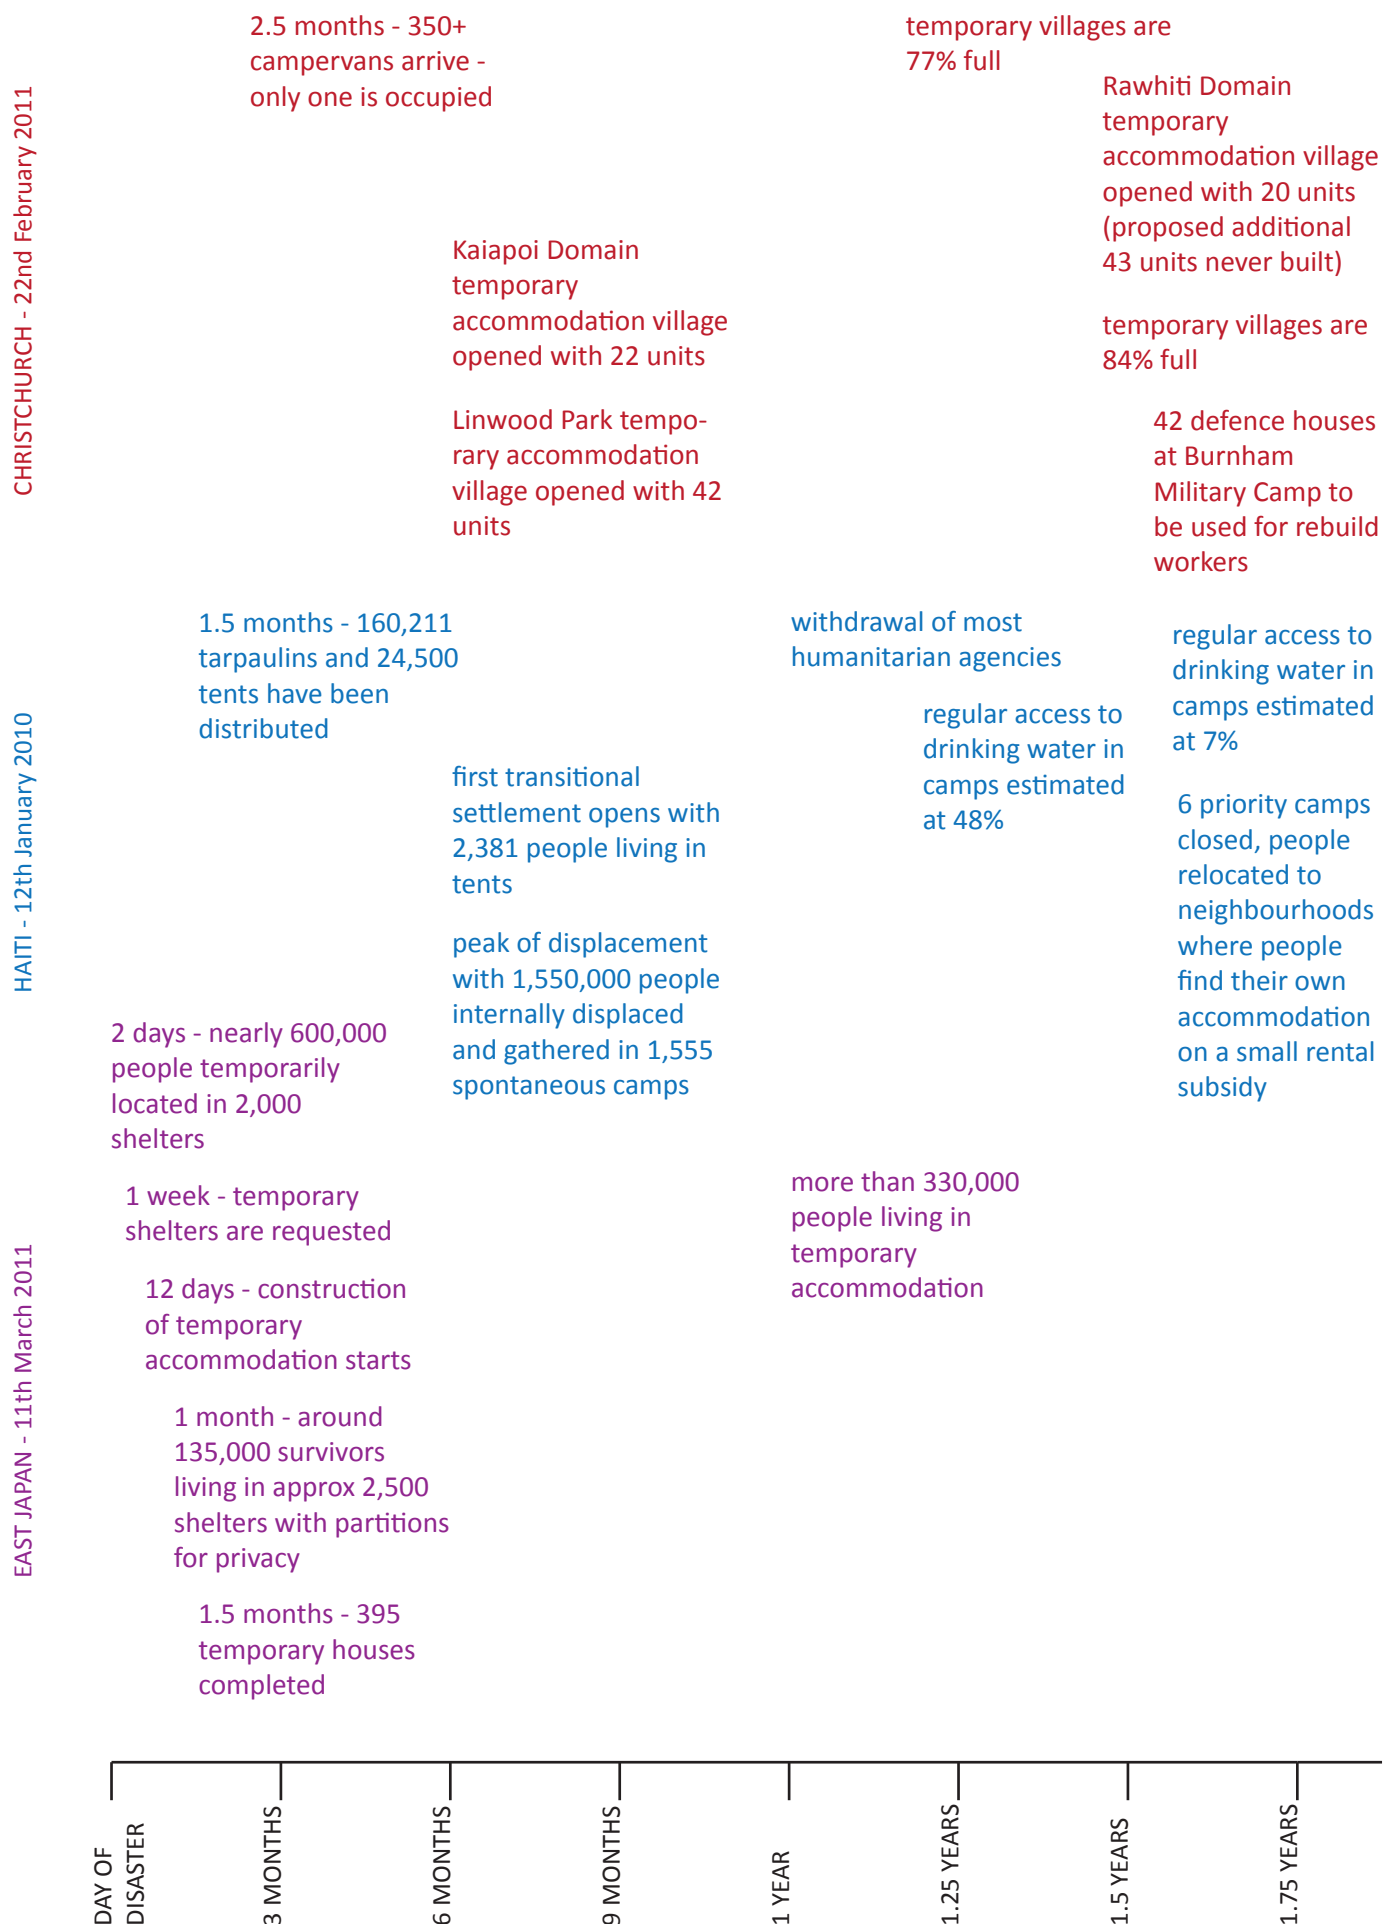 CHRISTCHURCH - 22nd February 2011
2.5 months - 350+
campervans arrive -
only one is occupied
temporary villages are
77% full
Rawhiti Domain
temporary
accommodation village
opened with 20 units
(proposed additional
43 units never built)
Kaiapoi Domain
temporary
accommodation village
opened with 22 units
temporary villages are
84% full
Linwood Park tempo-
rary accommodation
village opened with 42
units
42 defence houses
at Burnham
Military Camp to
be used for rebuild
workers
HAITI - 12th January 2010
1.5 months - 160,211
tarpaulins and 24,500
tents have been
distributed
withdrawal of most
humanitarian agencies
regular access to
drinking water in
camps estimated
at 7%
regular access to
drinking water in
camps estimated
at 48%
first transitional
settlement opens with
2,381 people living in
tents
6 priority camps
closed, people
relocated to
neighbourhoods
where people
find their own
accommodation
on a small rental
subsidy
peak of displacement
with 1,550,000 people
internally displaced
and gathered in 1,555
spontaneous camps
EAST JAPAN - 11th March 2011
2 days - nearly 600,000
people temporarily
located in 2,000
shelters
1 week - temporary
shelters are requested
more than 330,000
people living in
temporary
accommodation
12 days - construction
of temporary
accommodation starts
1 month - around
135,000 survivors
living in approx 2,500
shelters with partitions
for privacy
1.5 months - 395
temporary houses
completed
DAY OF
DISASTER
3 MONTHS
6 MONTHS
9 MONTHS
1 YEAR
1.25 YEARS
1.5 YEARS
1.75 YEARS